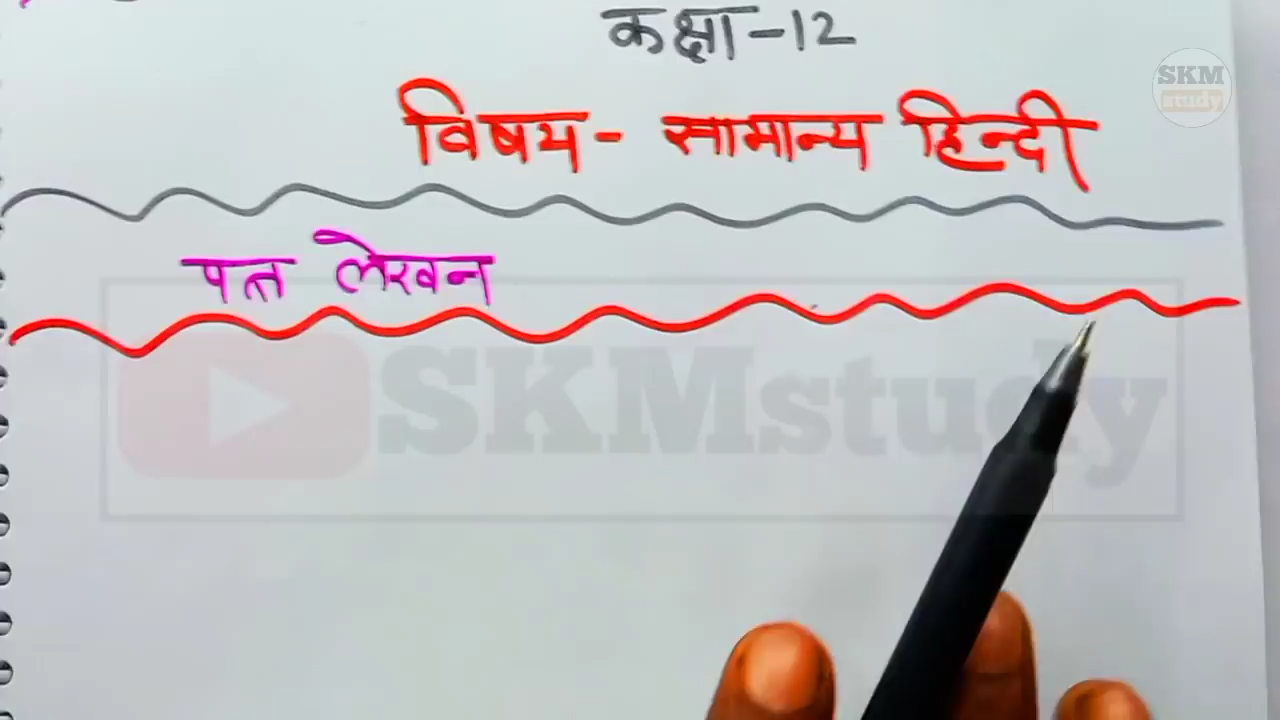 कक्षा-12
SKM
study
विषय- सामान्य हिन्दी
पत्र लेखन
SKMstudy